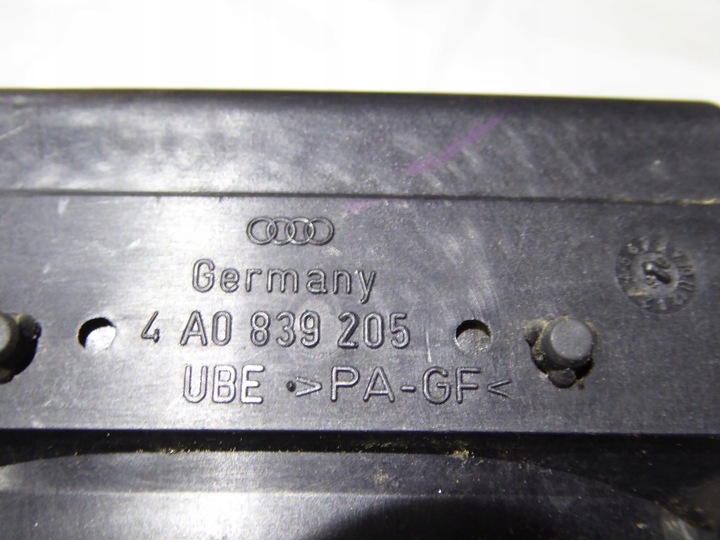 Germany
4 A0 839 205
UBE >PA-GF<